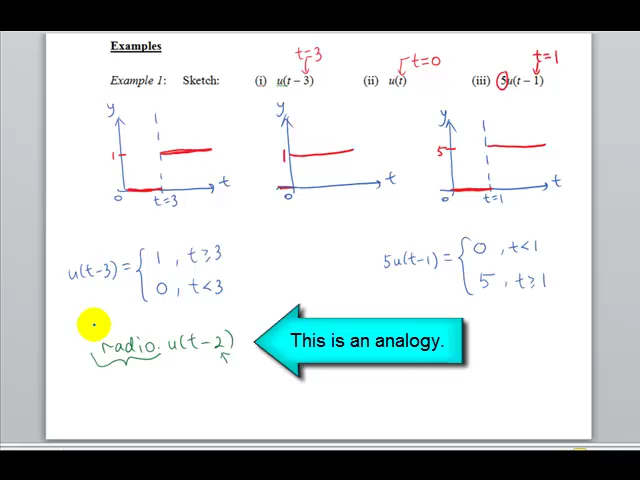 Examples
t=3
t=0
t=1
Example 1: Sketch: (i) u(t − 3) (ii) u(t) (iii) 5u(t − 1)
y
1
0
t=3
t
y
1
0
t
y
5
0
t=1
t
u(t-3) = { 1 , t≥3
0 , t<3
5u(t-1) = { 0 , t<1
5 , t≥1
radio. u(t-2)
This is an analogy.